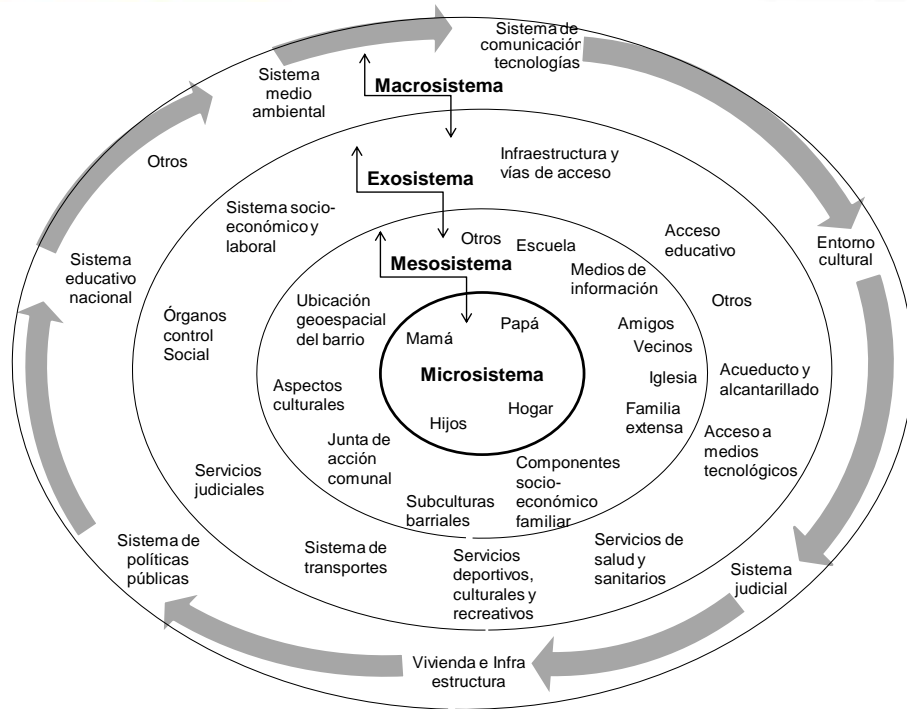 Sistema de
comunicación
tecnologías
Sistema
medio
ambiental
Macrosistema
Otros
Infraestructura y
vías de acceso
Exosistema
Sistema socio-
económico y
laboral
Acceso
educativo
Entorno
cultural
Sistema
educativo
nacional
Otros
Escuela
Mesosistema
Medios de
información
Otros
Órganos
control
Social
Ubicación
geoespacial
del barrio
Mamá
Papá
Amigos
Vecinos
Microsistema
Iglesia
Acueducto y
alcantarillado
Aspectos
culturales
Hijos
Hogar
Familia
extensa
Acceso a
medios
tecnológicos
Junta de
acción
comunal
Servicios
judiciales
Componentes
socio-
económico
familiar
Subculturas
barriales
Sistema de
políticas
públicas
Sistema de
transportes
Servicios
deportivos,
culturales y
recreativos
Servicios de
salud y
sanitarios
Sistema
judicial
Vivienda e Infra
estructura